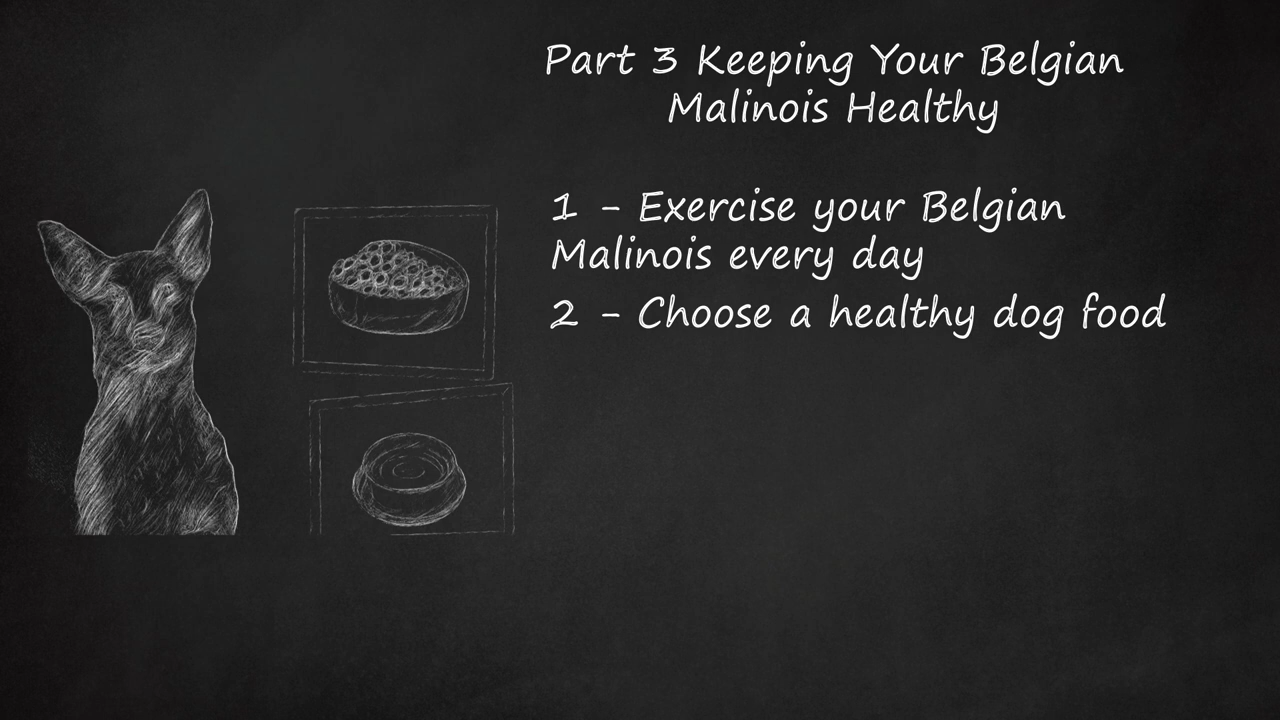 Part 3 Keeping Your Belgian
Malinois Healthy
1 - Exercise your Belgian
Malinois every day
2 - Choose a healthy dog food